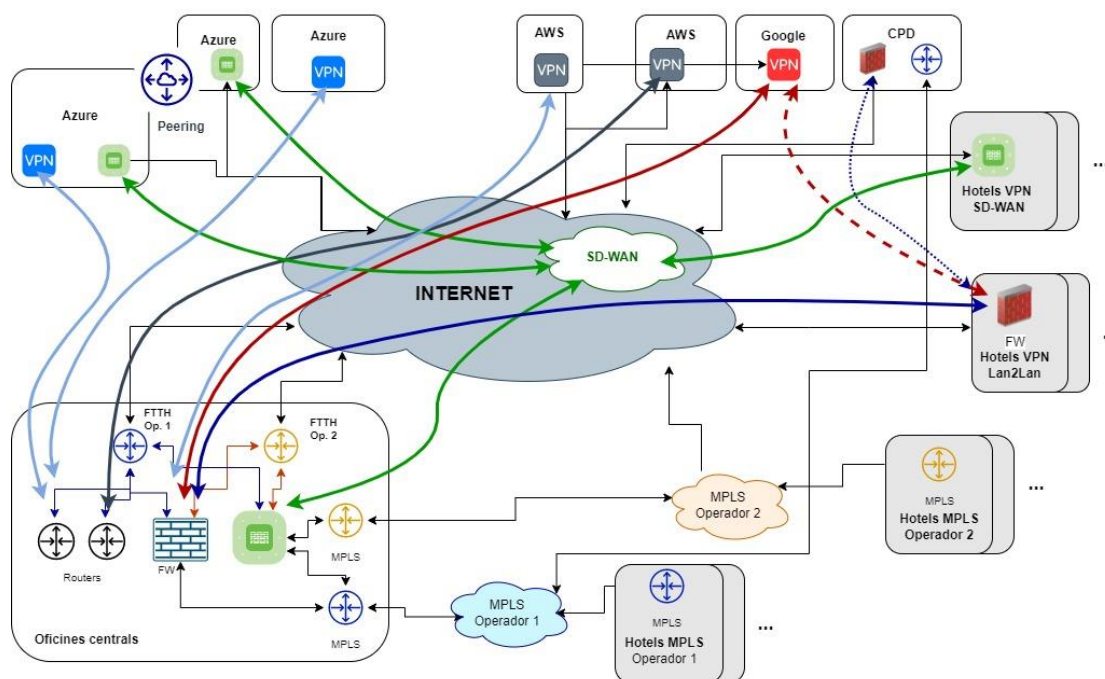 Azure
VPN
Peering
Azure
VPN
Azure
AWS
VPN
AWS
VPN
Google
VPN
CPD
Hotels VPN
SD-WAN
...
SD-WAN
INTERNET
FW
Hotels VPN
Lan2Lan
...
FTTH
Op. 1
FTTH
Op. 2
Routers
FW
MPLS
MPLS
Oficines centrals
MPLS
Operador 2
MPLS
Hotels MPLS
Operador 2
...
MPLS
Operador 1
MPLS
Hotels MPLS
Operador 1
...